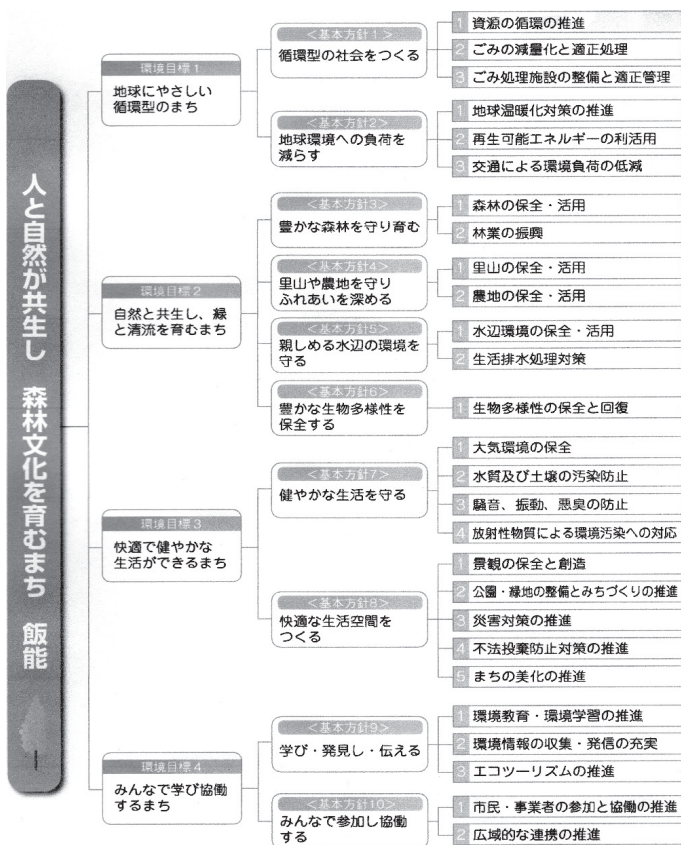 人と自然が共生し 森林文化を育むまち 飯能
環境目標1
地球にやさしい
循環型のまち
<基本方針1>
循環型の社会をつくる
1 資源の循環の推進
2 ごみの減量化と適正処理
3 ごみ処理施設の整備と適正管理
<基本方針2>
地球環境への負荷を
減らす
1 地球温暖化対策の推進
2 再生可能エネルギーの利活用
3 交通による環境負荷の低減
環境目標2
自然と共生し、緑
と清流を育むまち
<基本方針3>
豊かな森林を守り育む
1 森林の保全・活用
2 林業の振興
<基本方針4>
里山や農地を守り
ふれあいを深める
1 里山の保全・活用
2 農地の保全・活用
<基本方針5>
親しめる水辺の環境を
守る
1 水辺環境の保全・活用
2 生活排水処理対策
<基本方針6>
豊かな生物多様性を
保全する
1 生物多様性の保全と回復
環境目標3
快適で健やかな
生活ができるまち
<基本方針7>
健やかな生活を守る
1 大気環境の保全
2 水質及び土壌の汚染防止
3 騒音、振動、悪臭の防止
4 放射性物質による環境汚染への対応
<基本方針8>
快適な生活空間を
つくる
1 景観の保全と創造
2 公園・緑地の整備とみちづくりの推進
3 災害対策の推進
4 不法投棄防止対策の推進
5 まちの美化の推進
環境目標4
みんなで学び協働
するまち
<基本方針9>
学び・発見し・伝える
1 環境教育・環境学習の推進
2 環境情報の収集・発信の充実
3 エコツーリズムの推進
<基本方針10>
みんなで参加し協働
する
1 市民・事業者の参加と協働の推進
2 広域的な連携の推進